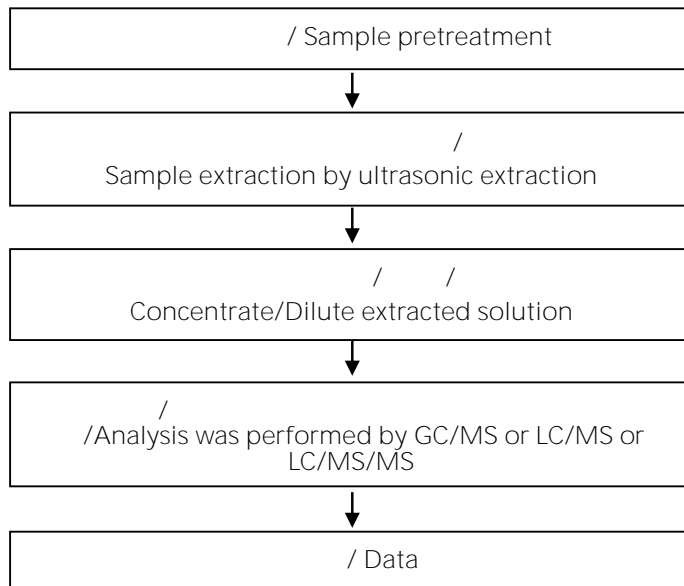 / Sample pretreatment
/
Sample extraction by ultrasonic extraction
/ /
Concentrate/Dilute extracted solution
/
/Analysis was performed by GC/MS or LC/MS or
LC/MS/MS
/ Data